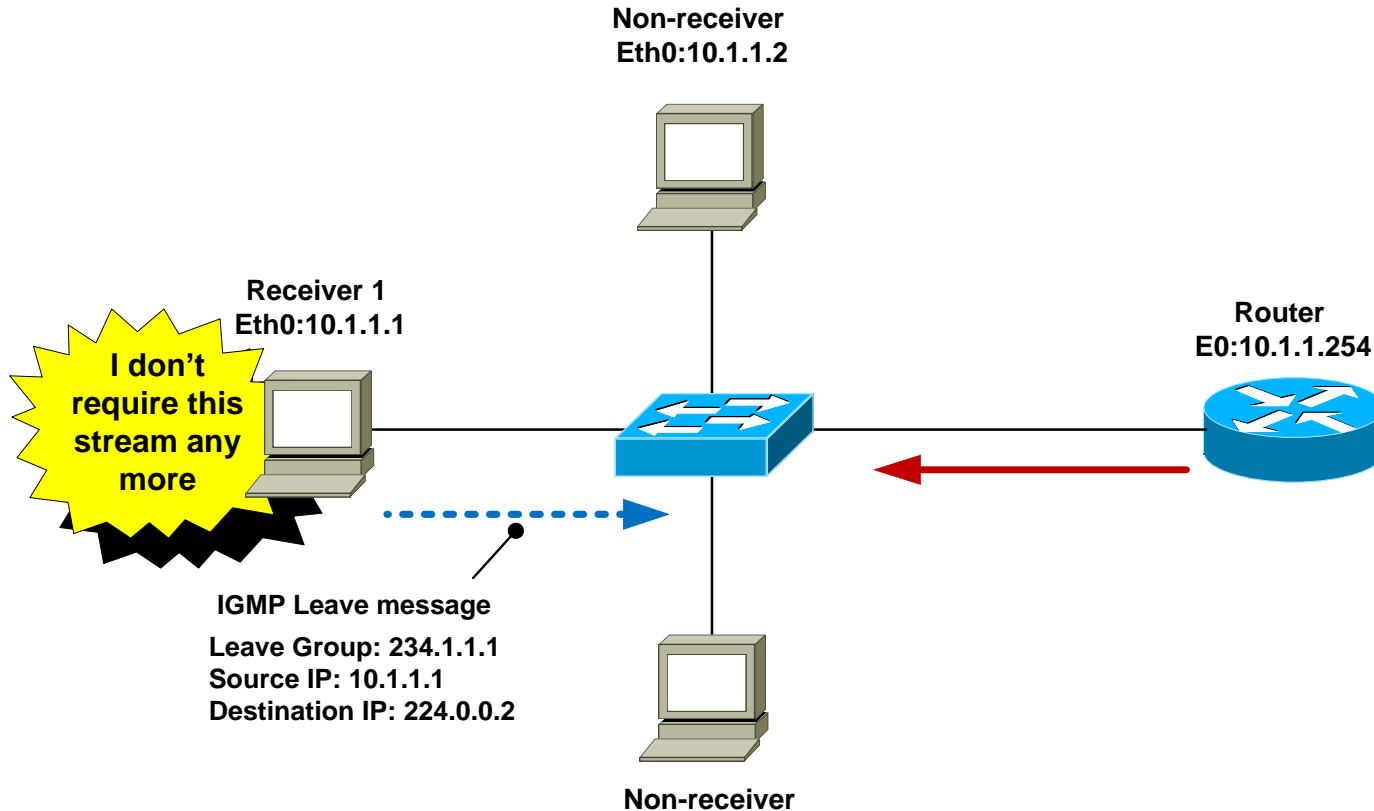 Non-receiver
Eth0:10.1.1.2
Receiver 1
Eth0:10.1.1.1
I don’t
require this
stream any
more
Router
E0:10.1.1.254
IGMP Leave message
Leave Group: 234.1.1.1
Source IP: 10.1.1.1
Destination IP: 224.0.0.2
Non-receiver